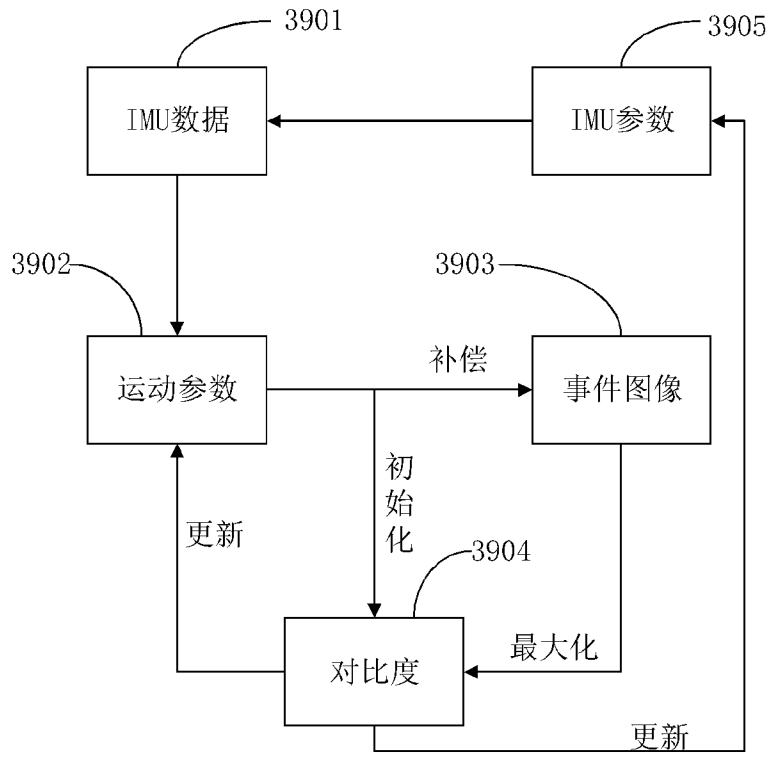 3901
3905
IMU数据
IMU参数
3902
3903
运动参数
补偿
事件图像
初始化
更新
3904
对比度
最大化
更新